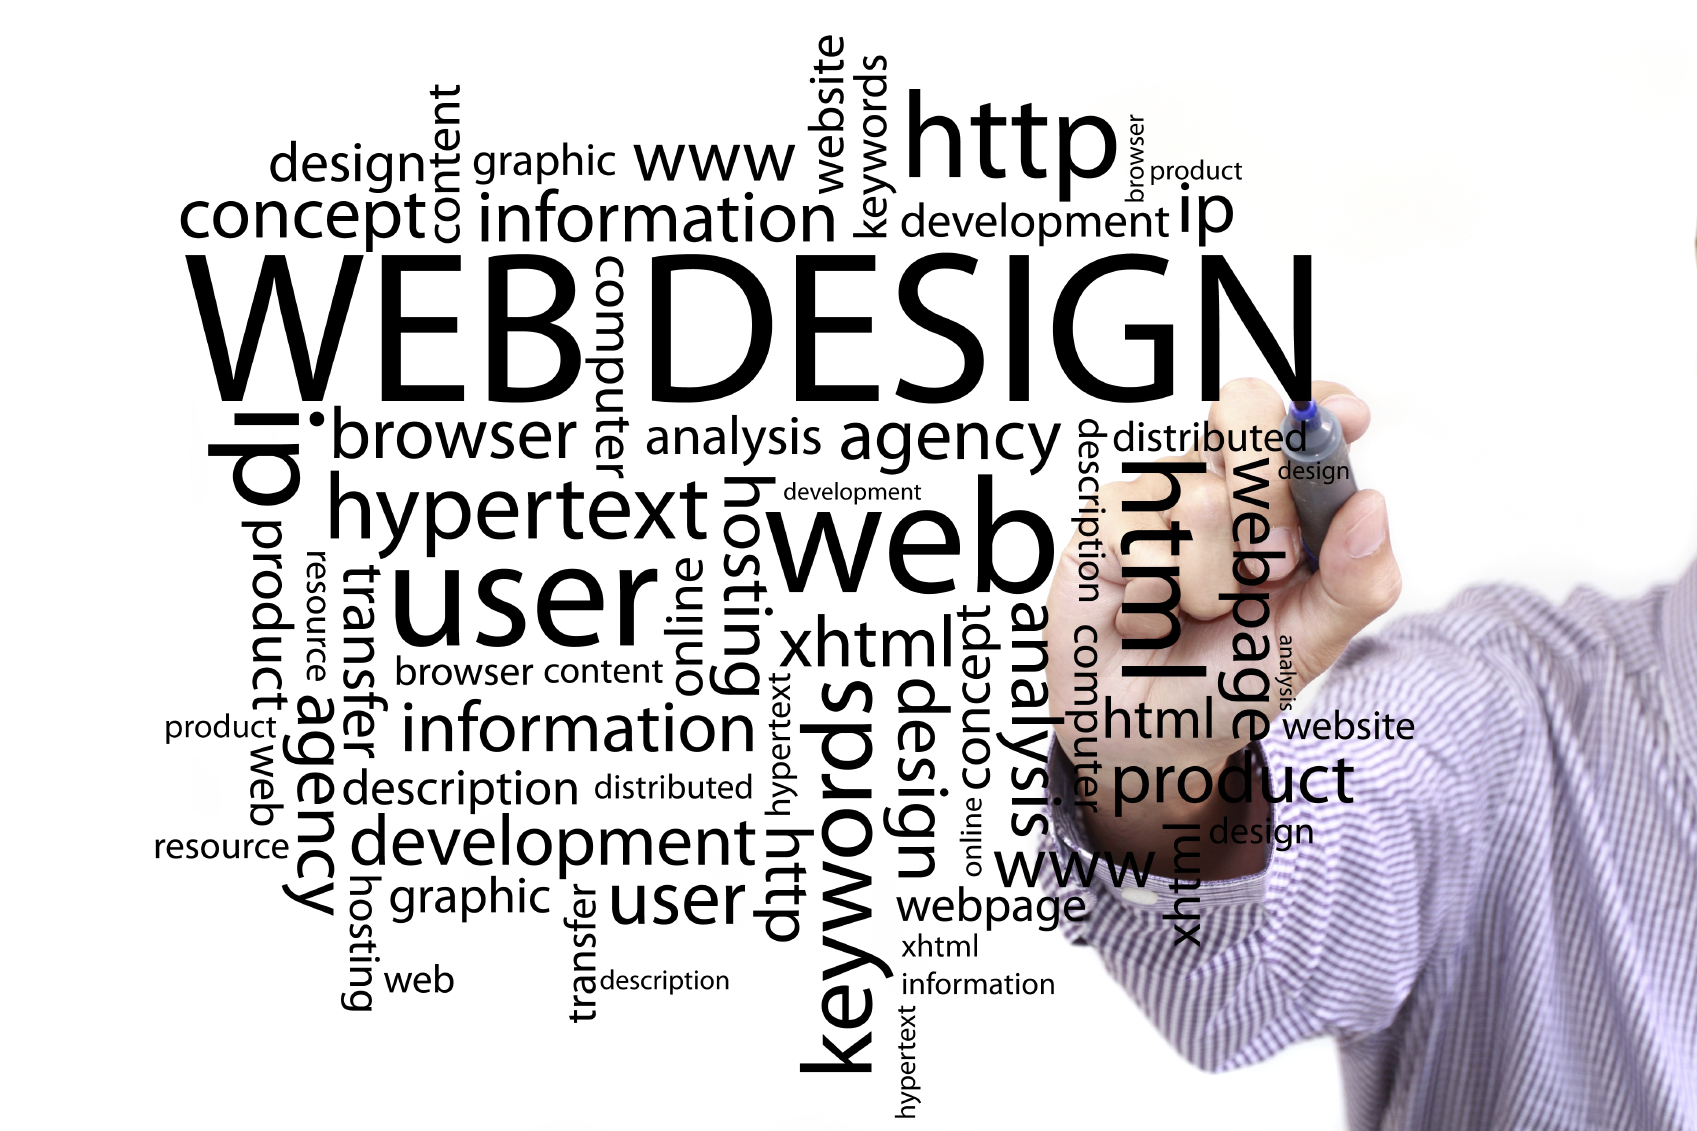 website
keywords
http
content
browser
design
graphic
www
product
concept
information
development
ip
WEB DESIGN
computer
ip
browser
analysis
agency
description
distributed
html
webpage
design
hypertext
hosting
development
web
product
resource
transfer
user
online
xhtml
concept
analysis
computer
analysis
browser
content
hypertext
keywords
design
agency
information
html
website
product
web
description
distributed
product
online
http
xhtml
design
resource
development
www
hosting
graphic
transfer
user
webpage
xhtml
web
description
information
hypertext